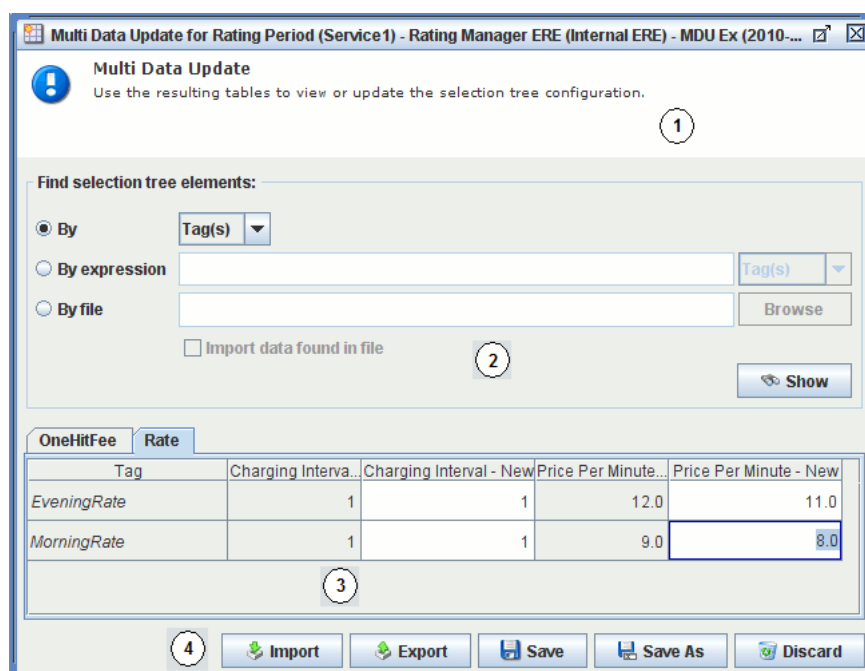 Multi Data Update for Rating Period (Service1) - Rating Manager ERE (Internal ERE) - MDU Ex (2010-...
Multi Data Update
Use the resulting tables to view or update the selection tree configuration.
1
Find selection tree elements:
By Tag(s)
By expression Tag(s)
By file Browse
Import data found in file
2
Show
OneHitFee Rate
Tag Charging Interva... Charging Interval - New Price Per Minute... Price Per Minute - New
EveningRate 1 1 12.0 11.0
MorningRate 1 1 9.0 8.0
3
4 Import Export Save Save As Discard